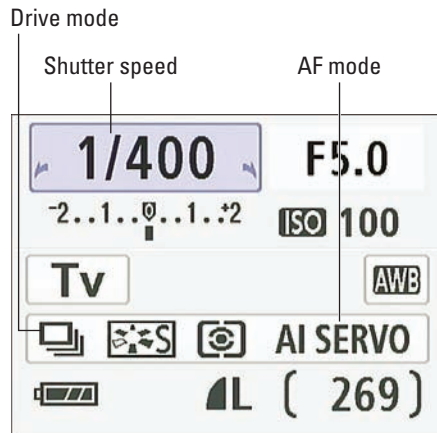 Drive mode
Shutter speed AF mode
1/400 F5.0
-2..1..0..1..+2 ISO 100
Tv AWB
S AI SERVO
L ( 269 )